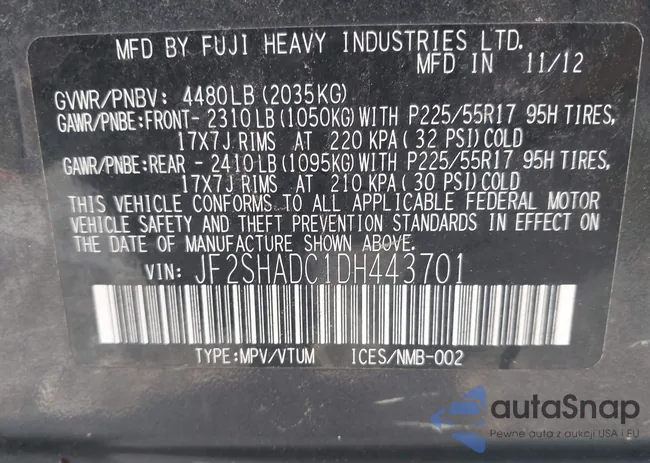 MFD BY FUJI HEAVY INDUSTRIES LTD.
MFD IN 11/12
GVWR/PNBV: 4480LB (2035KG)
GAWR/PNBE:FRONT- 2310 LB (1050KG) WITH P225/55R17 95H TIRES,
17X7J RIMS AT 220 KPA ( 32 PSI) COLD
GAWR/PNBE:REAR - 2410 LB (1095KG) WITH P225/55R17 95H TIRES,
17X7J RIMS AT 210 KPA ( 30 PSI) COLD
THIS VEHICLE CONFORMS TO ALL APPLICABLE FEDERAL MOTOR
VEHICLE SAFETY AND THEFT PREVENTION STANDARDS IN EFFECT ON
THE DATE OF MANUFACTURE SHOWN ABOVE.
VIN: JF2SHADC1DH443701
TYPE:MPV/VTUM ICES/NMB-002
autaSnap
Pewne auta z aukcji USA i EU